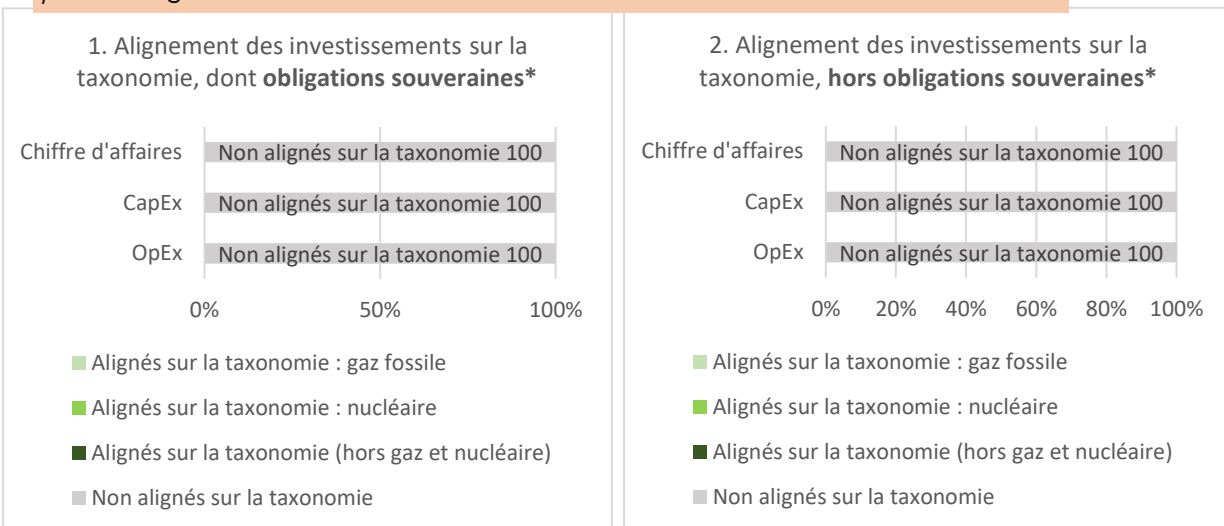 1. Alignement des investissements sur la
taxonomie, dont obligations souveraines*
Chiffre d'affaires
Non alignés sur la taxonomie 100
CapEx
Non alignés sur la taxonomie 100
OpEx
Non alignés sur la taxonomie 100
0% 50% 100%
Alignés sur la taxonomie : gaz fossile
Alignés sur la taxonomie : nucléaire
Alignés sur la taxonomie (hors gaz et nucléaire)
Non alignés sur la taxonomie
2. Alignement des investissements sur la
taxonomie, hors obligations souveraines*
Chiffre d'affaires
Non alignés sur la taxonomie 100
CapEx
Non alignés sur la taxonomie 100
OpEx
Non alignés sur la taxonomie 100
0% 20% 40% 60% 80% 100%
Alignés sur la taxonomie : gaz fossile
Alignés sur la taxonomie : nucléaire
Alignés sur la taxonomie (hors gaz et nucléaire)
Non alignés sur la taxonomie